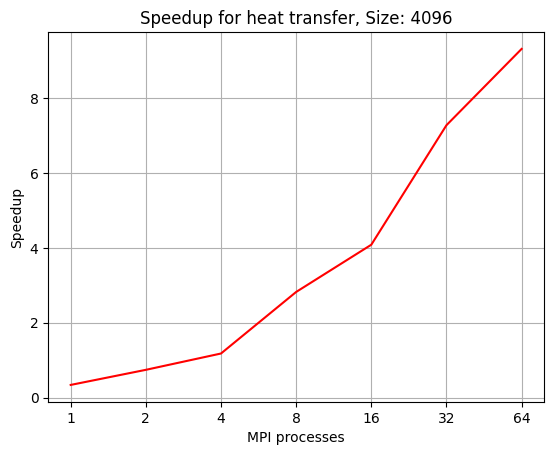 Speedup for heat transfer, Size: 4096
8
6
4
2
0
Speedup
1 2 4 8 16 32 64
MPI processes